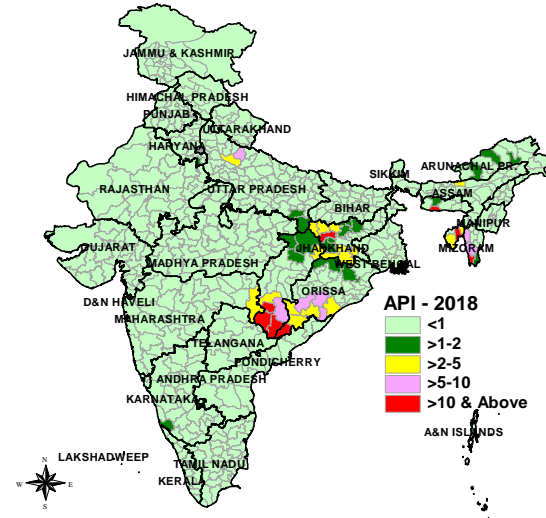 JAMMU & KASHMIR
HIMACHAL PRADESH
PUNJAB
UTTARAKHAND
HARYANA
SIKKIM
ARUNACHAL PR.
RAJASTHAN
UTTAR PRADESH
ASSAM
BIHAR
MANIPUR
GUJARAT
JHARKHAND
MIZORAM
MADHYA PRADESH
WEST BENGAL
ORISSA
D&N HAVELI
MAHARASHTRA
API - 2018
<1
>1-2
>2-5
>5-10
>10 & Above
TELANGANA
PONDICHERRY
ANDHRA PRADESH
KARNATAKA
A&N ISLANDS
LAKSHADWEEP
TAMIL NADU
KERALA
N
W E
S